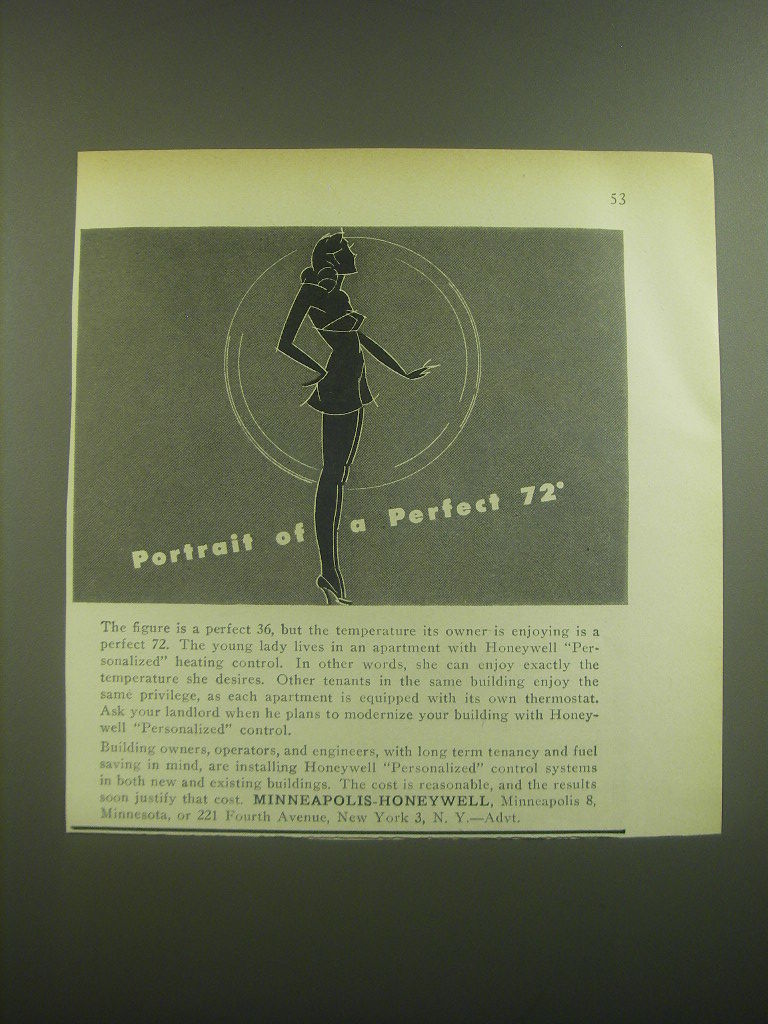 53
Portrait of a Perfect 72°
The figure is a perfect 36, but the temperature its owner is enjoying is a
perfect 72. The young lady lives in an apartment with Honeywell "Per-
sonalized" heating control. In other words, she can enjoy exactly the
temperature she desires. Other tenants in the same building enjoy the
same privilege, as each apartment is equipped with its own thermostat.
Ask your landlord when he plans to modernize your building with Honey-
well "Personalized" control.
Building owners, operators, and engineers, with long term tenancy and fuel
saving in mind, are installing Honeywell "Personalized" control systems
in both new and existing buildings. The cost is reasonable, and the results
soon justify that cost. MINNEAPOLIS-HONEYWELL, Minneapolis 8,
Minnesota, or 221 Fourth Avenue, New York 3, N. Y.—Advt.